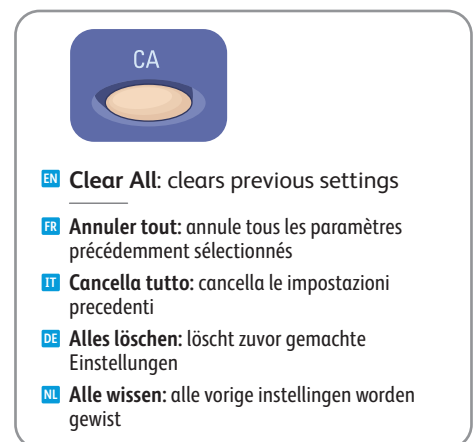 CA
EN Clear All: clears previous settings
FR Annuler tout: annule tous les paramètres
précédemment sélectionnés
IT Cancella tutto: cancella le impostazioni
precedenti
DE Alles löschen: löscht zuvor gemachte
Einstellungen
NL Alle wissen: alle vorige instellingen worden
gewist